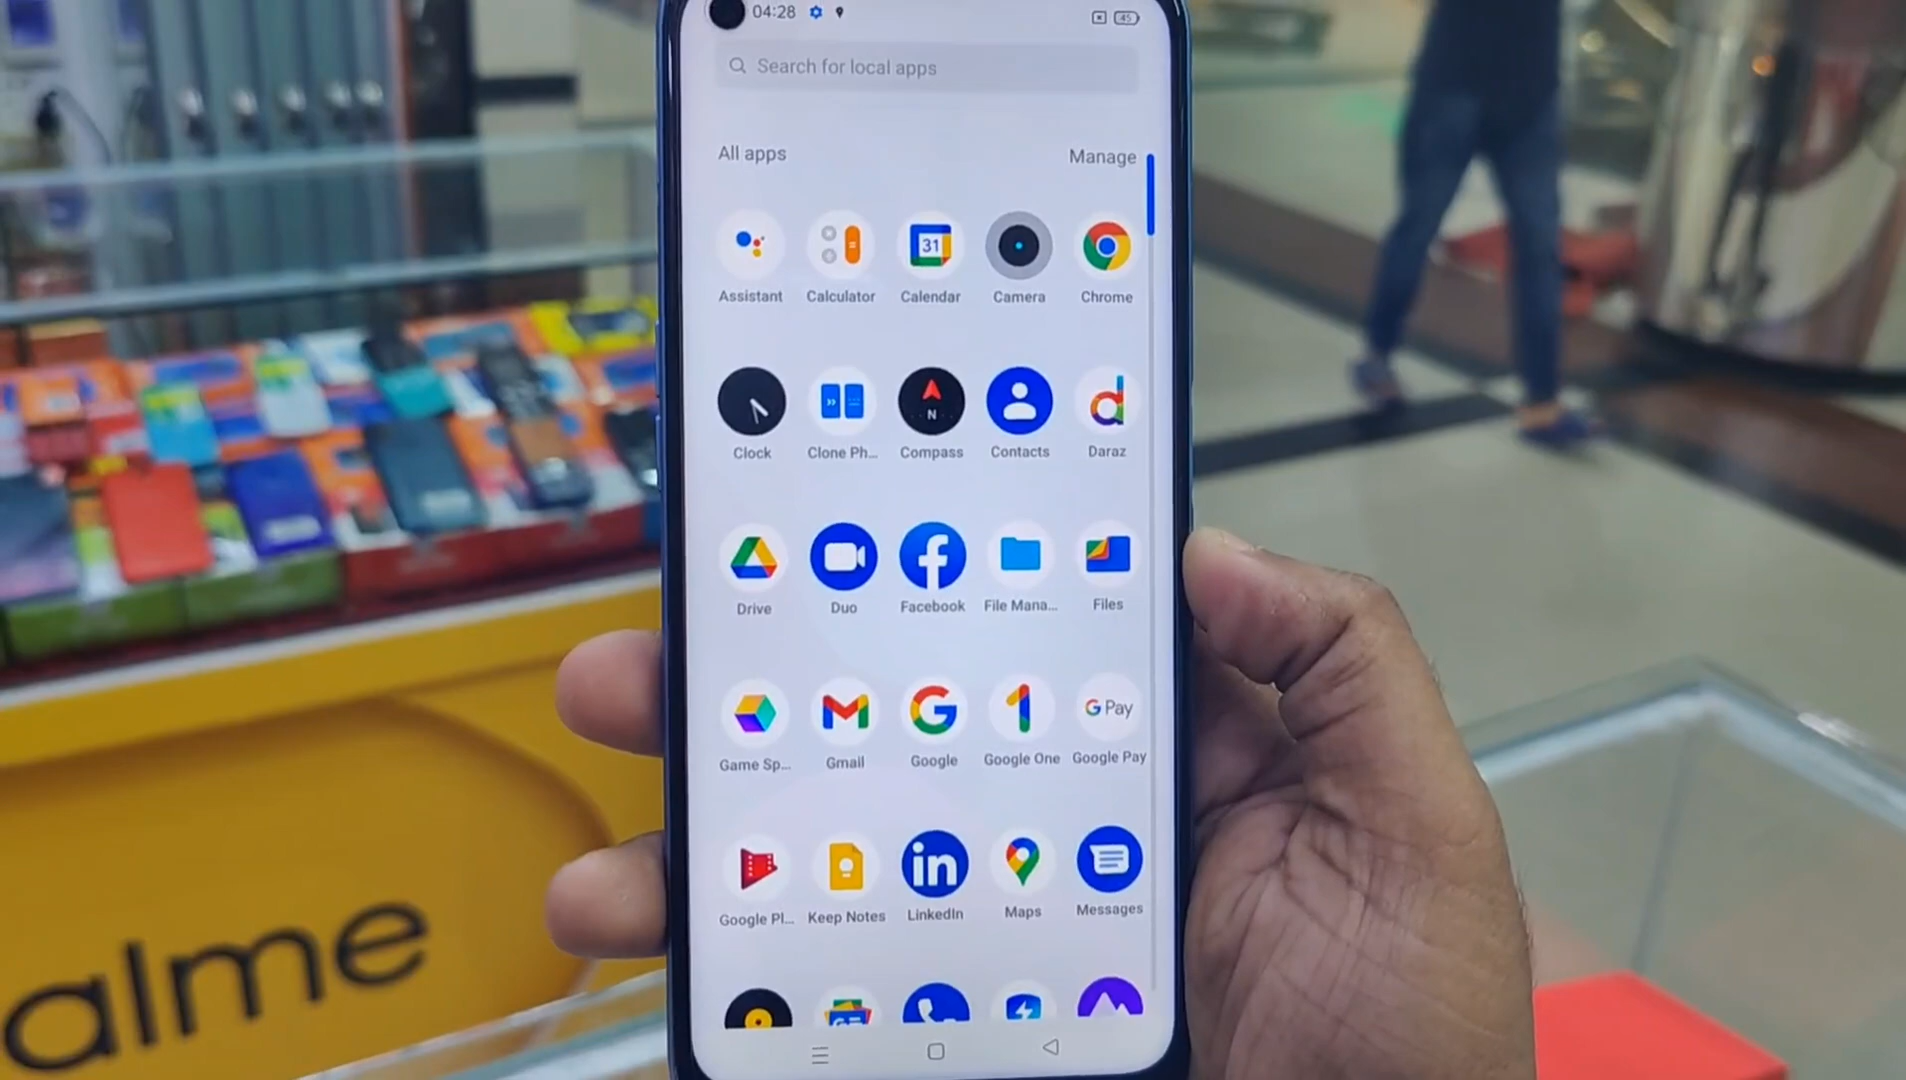 04:28
45
Search for local apps
All apps
Manage
31
Assistant
Calculator
Calendar
Camera
Chrome
N
Clock
Clone Ph...
Compass
Contacts
Daraz
Drive
Duo
Facebook
File Mana...
Files
G Pay
Game Sp...
Gmail
Google
Google One
Google Pay
in
Google Pl...
Keep Notes
LinkedIn
Maps
Messages
alme